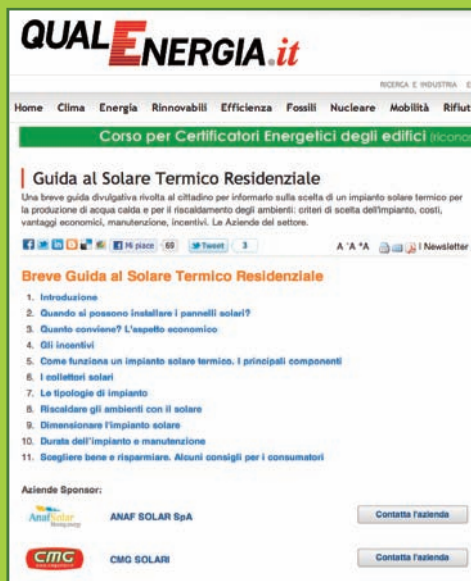 QUALENERGIA.it
RICERCA E INDUSTRIA E
Home Clima Energia Rinnovabili Efficienza Fossili Nucleare Mobilità Rifiut
Corso per Certificatori Energetici degli edifici (ricono
Guida al Solare Termico Residenziale
Una breve guida divulgativa rivolta al cittadino per informarlo sulla scelta di un impianto solare termico per
la produzione di acqua calda e per il riscaldamento degli ambienti: criteri di scelta dell'impianto, costi,
vantaggi economici, manutenzione, incentivi. Le Aziende del settore.
Mi piace 69 Tweet 3 A -A +A | Newsletter
Breve Guida al Solare Termico Residenziale
1. Introduzione
2. Quando si possono installare i pannelli solari?
3. Quanto conviene? L'aspetto economico
4. Gli incentivi
5. Come funziona un impianto solare termico. I principali componenti
6. I collettori solari
7. Le tipologie di impianto
8. Riscaldare gli ambienti con il solare
9. Dimensionare l'impianto solare
10. Durata dell'impianto e manutenzione
11. Scegliere bene e risparmiare. Alcuni consigli per i consumatori
Aziende Sponsor:
AnafSolar ANAF SOLAR SpA Contatta l'azienda
CMG CMG SOLARI Contatta l'azienda